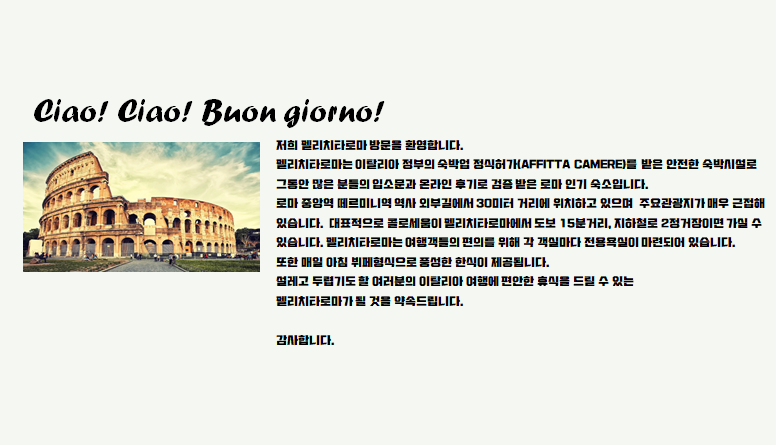 Ciao! Ciao! Buon giorno!
저희 펠리치타로마 방문을 환영합니다.
펠리치타로마는 이탈리아 정부의 숙박업 정식허가(AFFITTA CAMERE)를 받은 안전한 숙박시설로
그동안 많은 분들의 입소문과 온라인 후기로 검증 받은 로마 인기 숙소입니다.
로마 중앙역 떼르미니역 역사 외부길에서 30미터 거리에 위치하고 있으며 주요관광지가 매우 근접해
있습니다. 대표적으로 콜로세움이 펠리치타로마에서 도보 15분거리, 지하철로 2정거장이면 가실 수
있습니다. 펠리치타로마는 여행객들의 편의를 위해 각 객실마다 전용욕실이 마련되어 있습니다.
또한 매일 아침 뷔페형식으로 풍성한 한식이 제공됩니다.
설레고 두렵기도 할 여러분의 이탈리아 여행에 편안한 휴식을 드릴 수 있는
펠리치타로마가 될 것을 약속드립니다.
감사합니다.